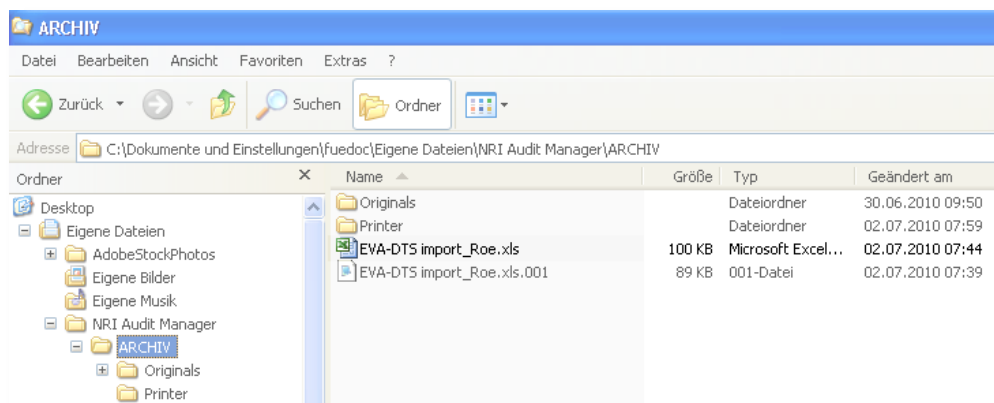 ARCHIV
Datei Bearbeiten Ansicht Favoriten Extras ?
Zurück Suchen Ordner
Adresse C:\Dokumente und Einstellungen\fuedoc\Eigene Dateien\NRI Audit Manager\ARCHIV
Ordner × Name Größe Typ Geändert am
Desktop
Eigene Dateien
AdobeStockPhotos
Eigene Bilder
Eigene Musik
NRI Audit Manager
ARCHIV
Originals
Printer
Originals Dateiordner 30.06.2010 09:50
Printer Dateiordner 02.07.2010 07:59
EVA-DTS import_Roe.xls 100 KB Microsoft Excel... 02.07.2010 07:44
EVA-DTS import_Roe.xls.001 89 KB 001-Datei 02.07.2010 07:39